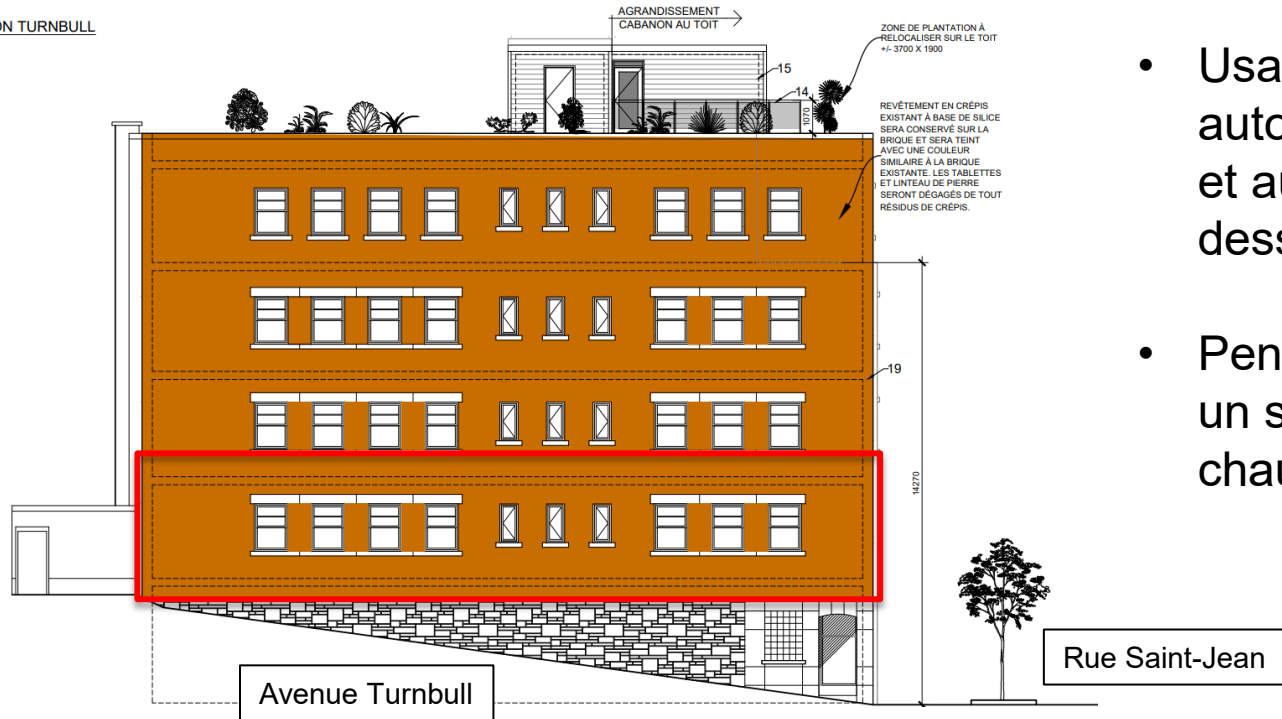 ON TURNBULL
AGRANDISSEMENT
CABANON AU TOIT
ZONE DE PLANTATION À
RELOCALISER SUR LE TOIT
+/- 3700 X 1900
15
14
1070
REVÊTEMENT EN CRÉPIS
EXISTANT À BASE DE SILICE
SERA CONSERVÉ SUR LA
BRIQUE ET SERA TEINT
AVEC UNE COULEUR
SIMILAIRE À LA BRIQUE
EXISTANTE. LES TABLETTES
ET LINTEAU DE PIERRE
SERONT DÉGAGÉS DE TOUT
RÉSIDUS DE CRÉPIS.
19
14270
Avenue Turnbull
Rue Saint-Jean
• Usa
auto
et au
dess
• Pen
un s
chau